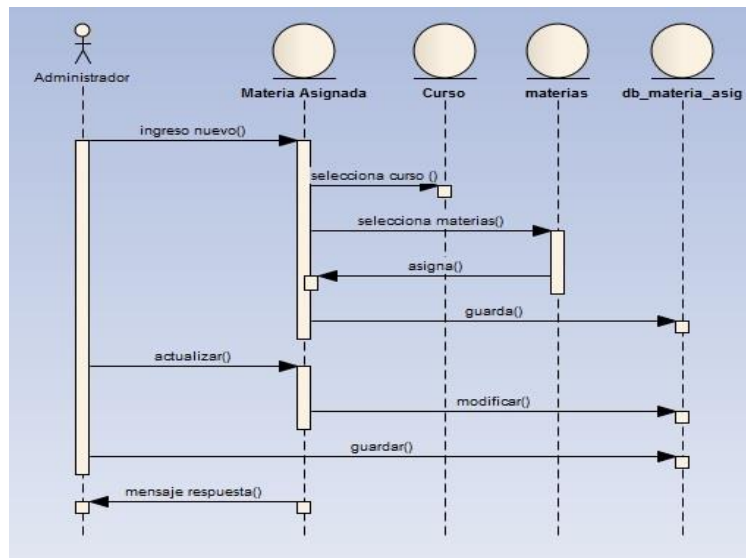 Administrador
Materia Asignada
Curso
materias
db_materia_asig
ingreso nuevo()
selecciona curso ()
selecciona materias()
asigna()
guarda()
actualizar()
modificar()
guardar()
mensaje respuesta()